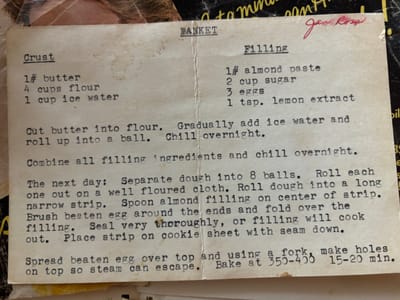 BANKET
Crust
Filling
1# butter
4 cups flour
1 cup ice water
1# almond paste
2 cup sugar
3 eggs
1 tsp. lemon extract
Cut butter into flour. Gradually add ice water and
roll up into a ball. Chill overnight.
Combine all filling ingredients and chill overnight.
The next day: Separate dough into 8 balls. Roll each
one out on a well floured cloth. Roll dough into a long
narrow strip. Spoon almond filling on center of strip.
Brush beaten egg around the ends and fold over the
filling. Seal very thoroughly, or filling will cook
out. Place strip on cookie sheet with seam down.
Spread beaten egg over top and using a fork, make holes
on top so steam can escape. Bake at 350-400 15-20 min.